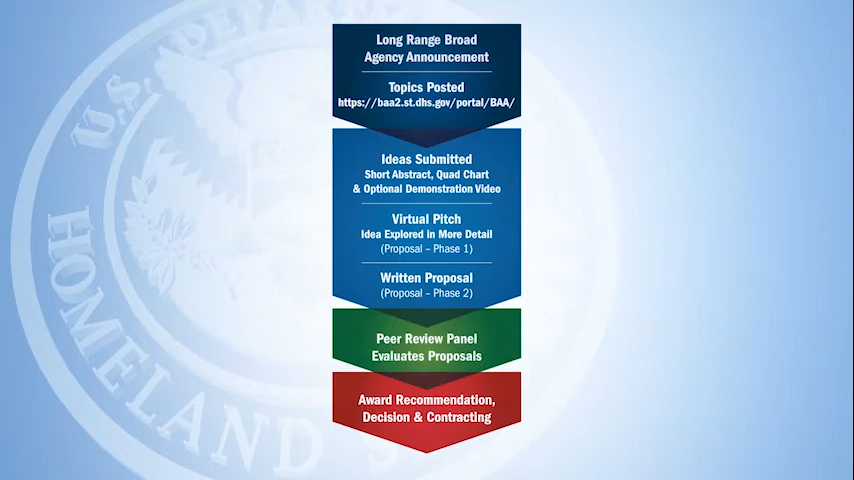 Long Range Broad
Agency Announcement
Topics Posted
https://baa2.st.dhs.gov/portal/BAA/
Ideas Submitted
Short Abstract, Quad Chart
& Optional Demonstration Video
Virtual Pitch
Idea Explored in More Detail
(Proposal – Phase 1)
Written Proposal
(Proposal – Phase 2)
Peer Review Panel
Evaluates Proposals
Award Recommendation,
Decision & Contracting
U.S. DEPAR
HOMELAND S